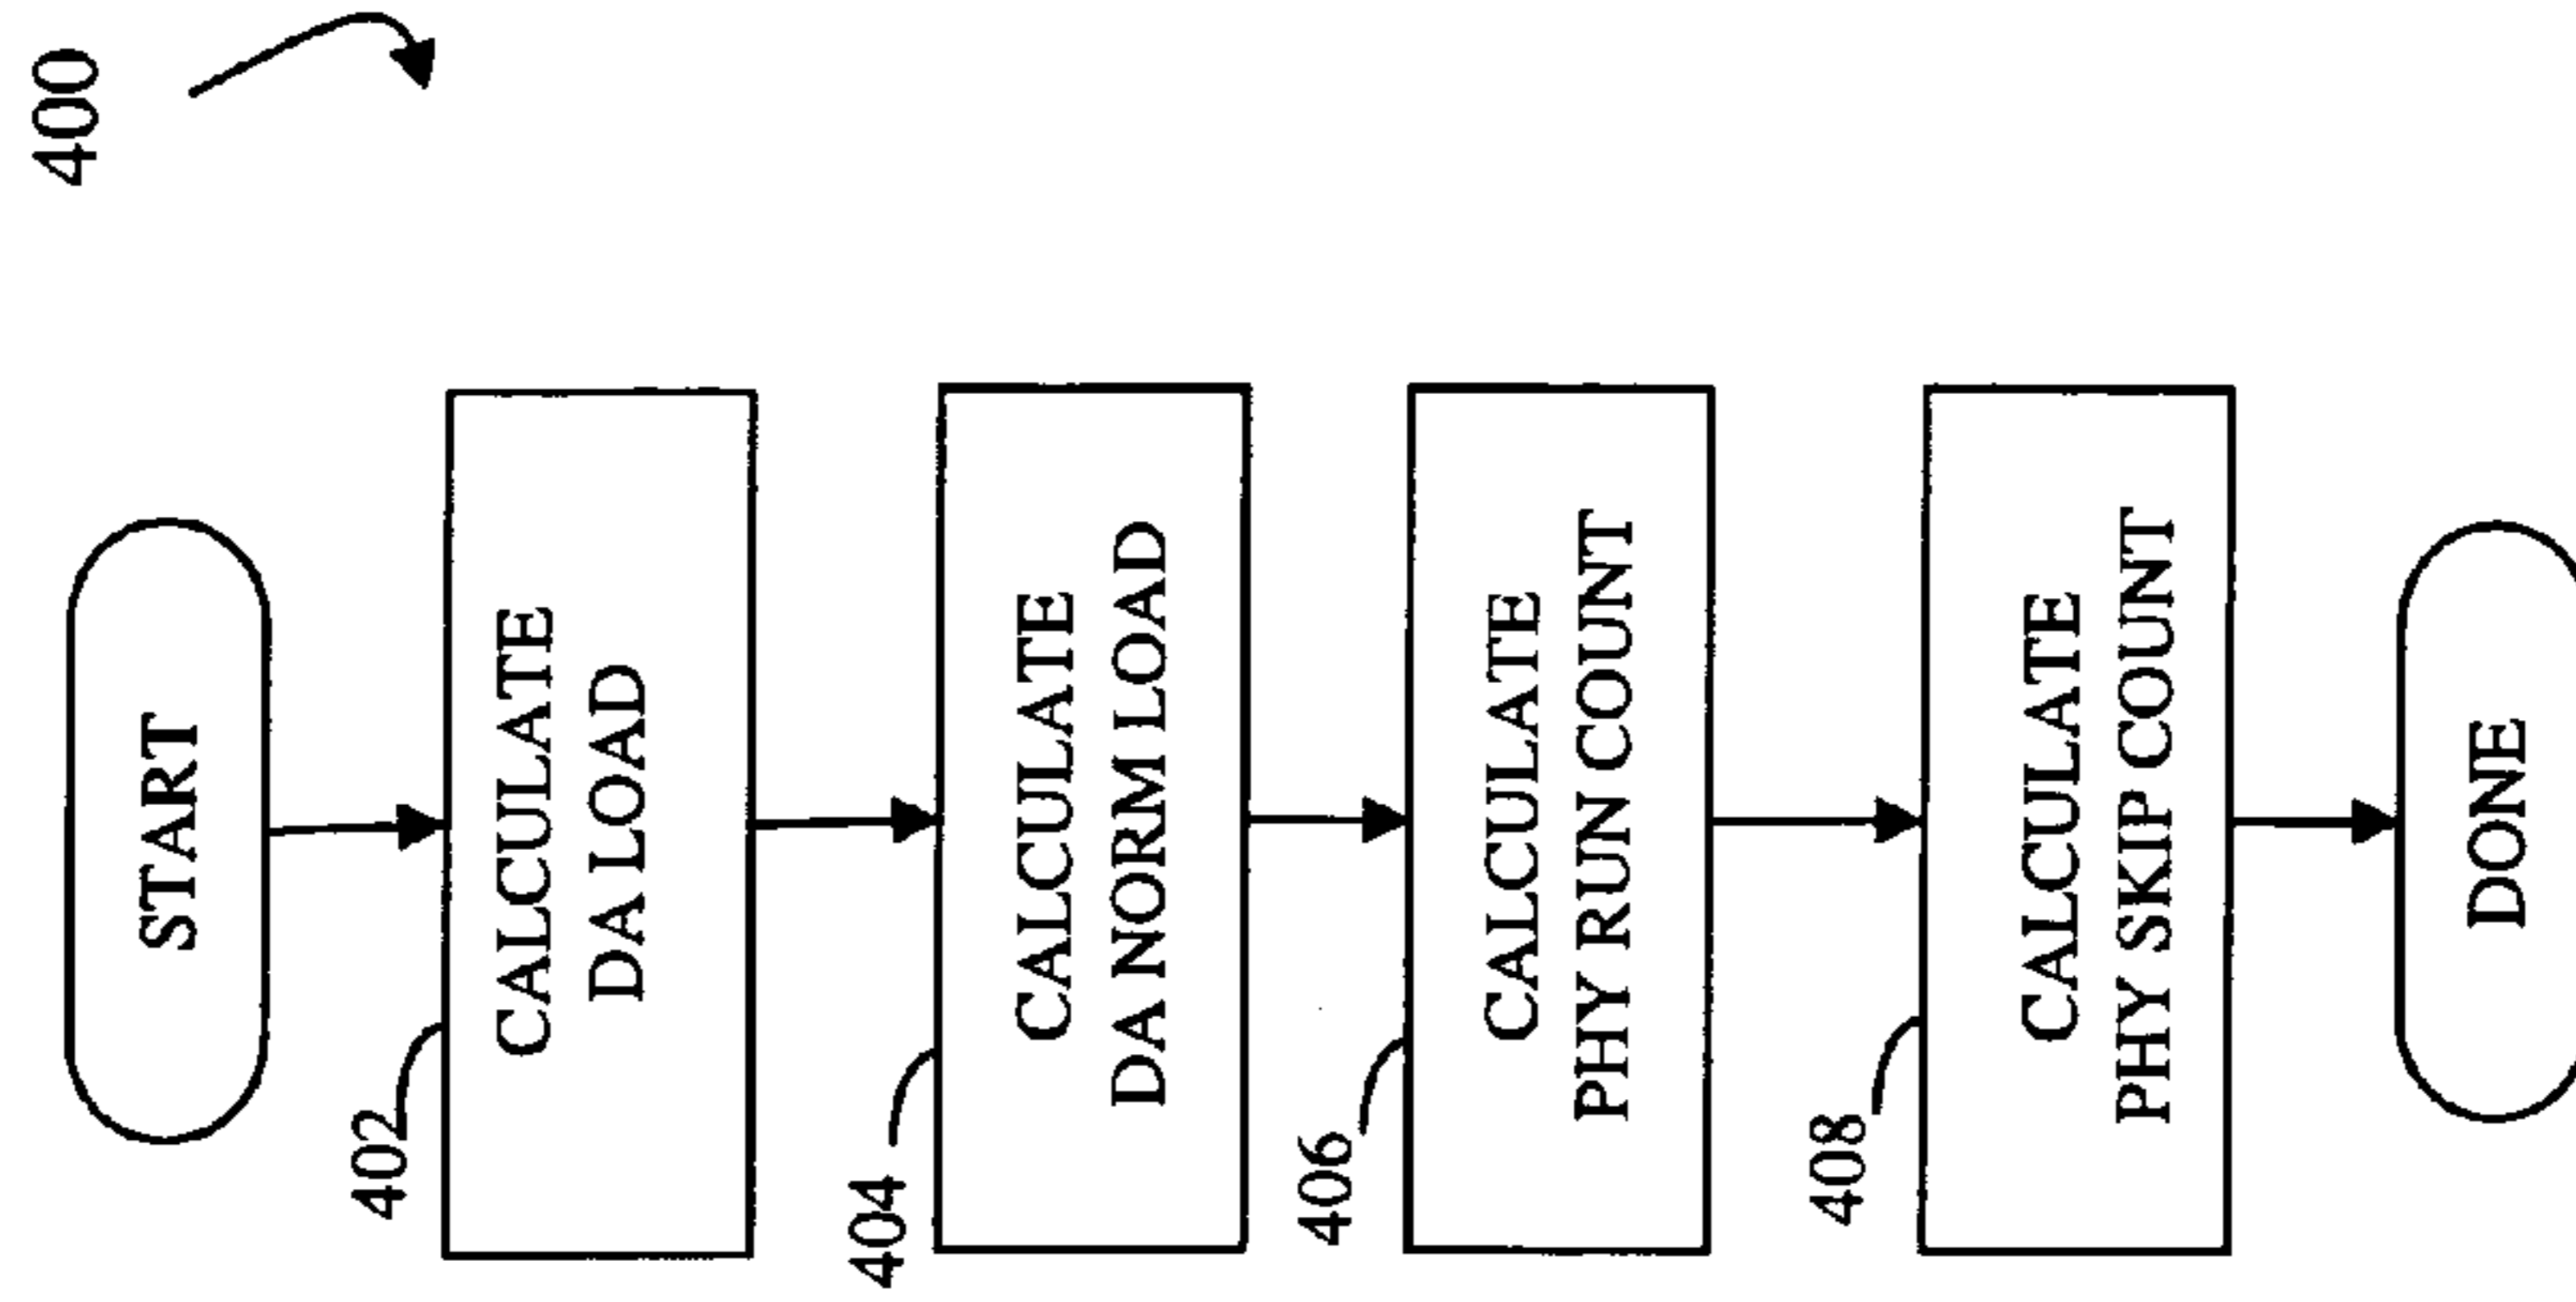 400
START
402
CALCULATE
DA LOAD
404
CALCULATE
DA NORM LOAD
406
CALCULATE
PHY RUN COUNT
408
CALCULATE
PHY SKIP COUNT
DONE